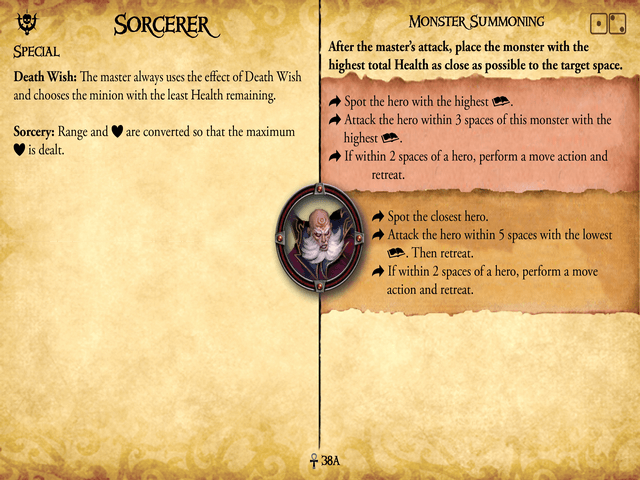 SORCERER
SPECIAL
Death Wish: The master always uses the effect of Death Wish
and chooses the minion with the least Health remaining.
Sorcery: Range and are converted so that the maximum
is dealt.
MONSTER SUMMONING
After the master's attack, place the monster with the
highest total Health as close as possible to the target space.
Spot the hero with the highest .
Attack the hero within 3 spaces of this monster with the
highest .
If within 2 spaces of a hero, perform a move action and
retreat.
Spot the closest hero.
Attack the hero within 5 spaces with the lowest
. Then retreat.
If within 2 spaces of a hero, perform a move
action and retreat.
38A